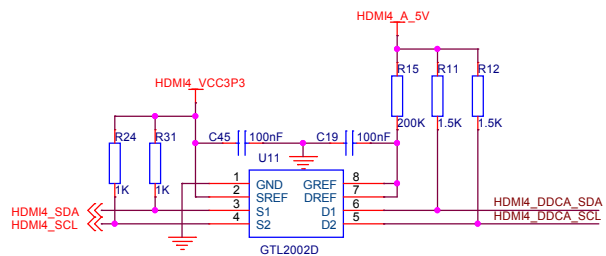 HDMI4_A_5V
HDMI4_VCC3P3
R15 R11 R12
200K 1.5K 1.5K
R24 R31
1K 1K
C45 100nF C19 100nF
U11
1 GND GREF 8
2 SREF DREF 7
HDMI4_SDA 3 S1 D1 6 HDMI4_DDCA_SDA
HDMI4_SCL 4 S2 D2 5 HDMI4_DDCA_SCL
GTL2002D